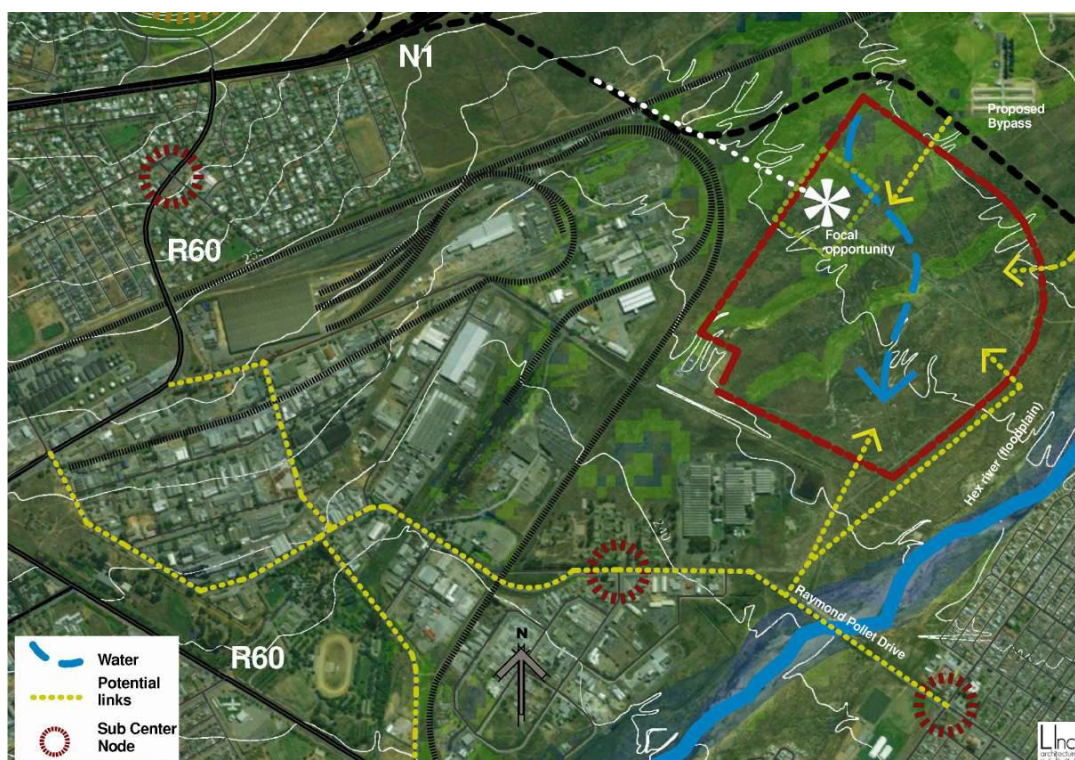 N1
Proposed
Bypass
R60
Focal
opportunity
Hex river (floodplain)
Raymond Pollet Drive
R60
N
Water
Potential
links
Sub Center
Node
LInc